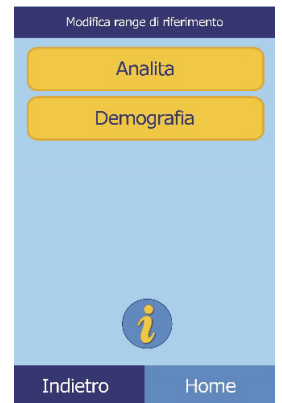 Modifica range di riferimento
Analita
Demografia
i
Indietro
Home